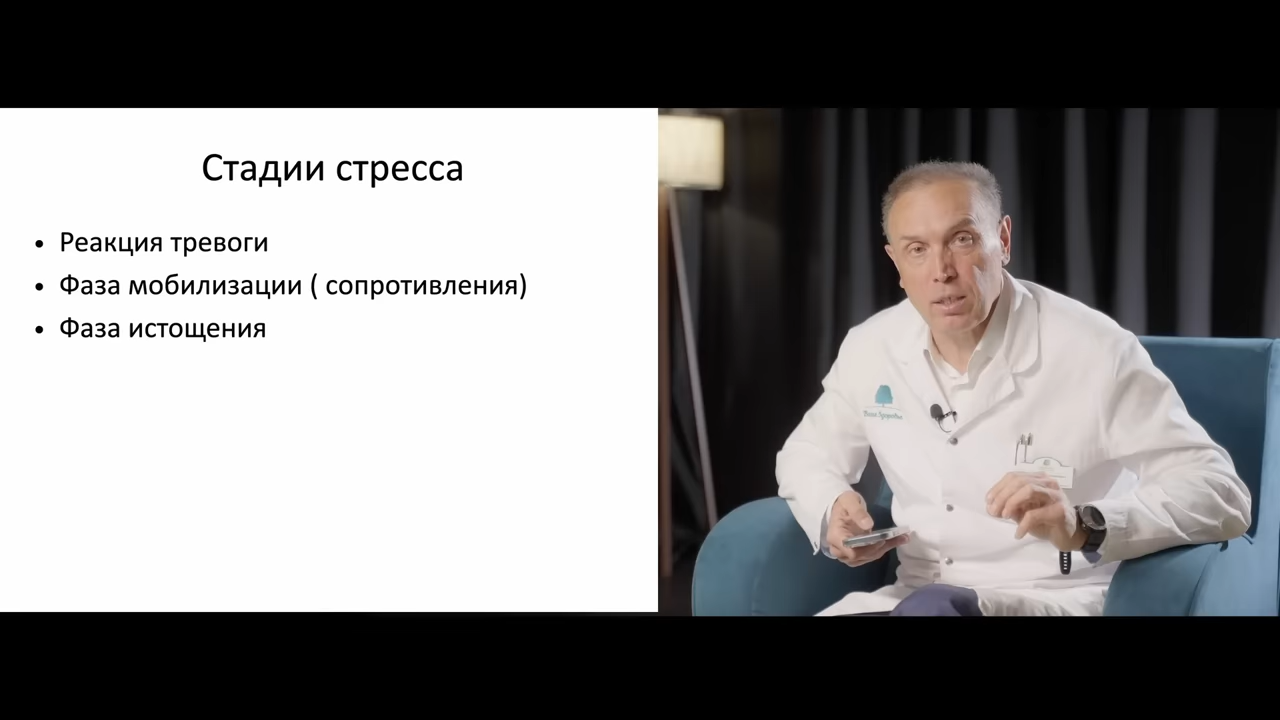 Стадии стресса
• Реакция тревоги
• Фаза мобилизации ( сопротивления)
• Фаза истощения